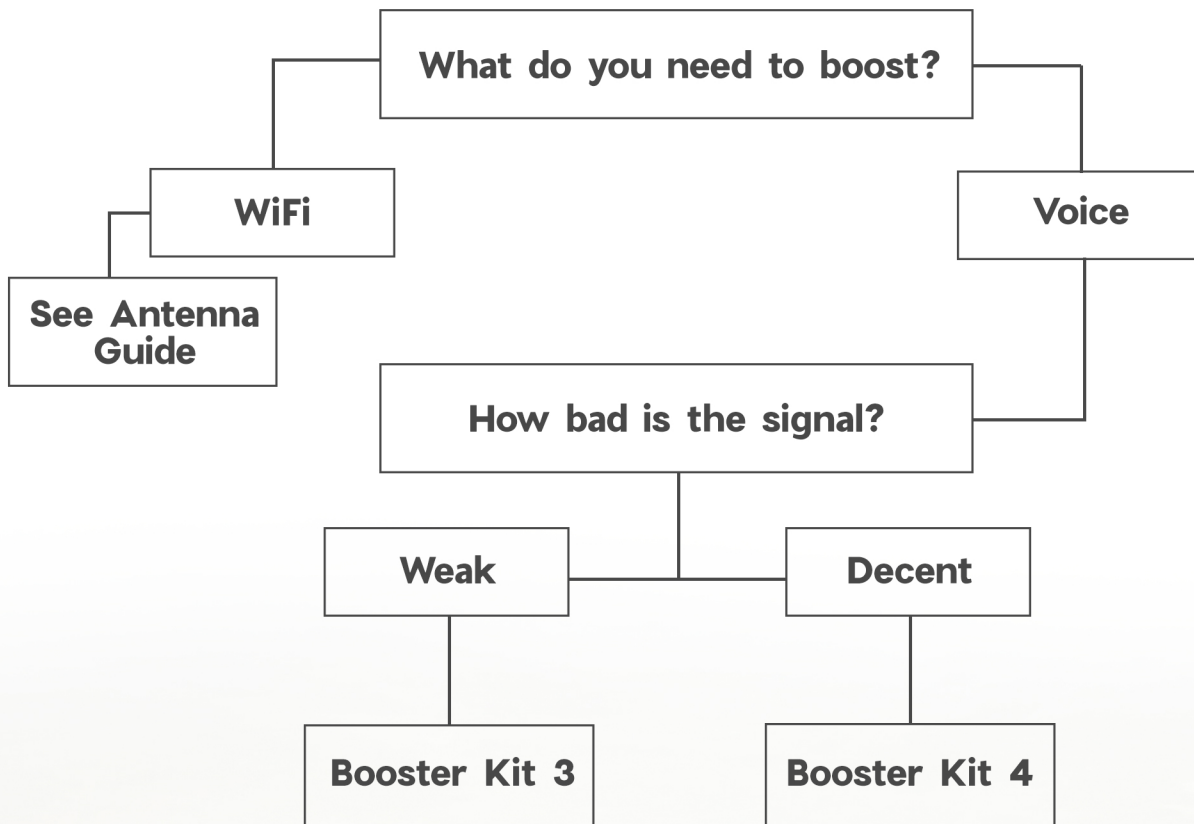 What do you need to boost?
WiFi
Voice
See Antenna
Guide
How bad is the signal?
Weak
Decent
Booster Kit 3
Booster Kit 4